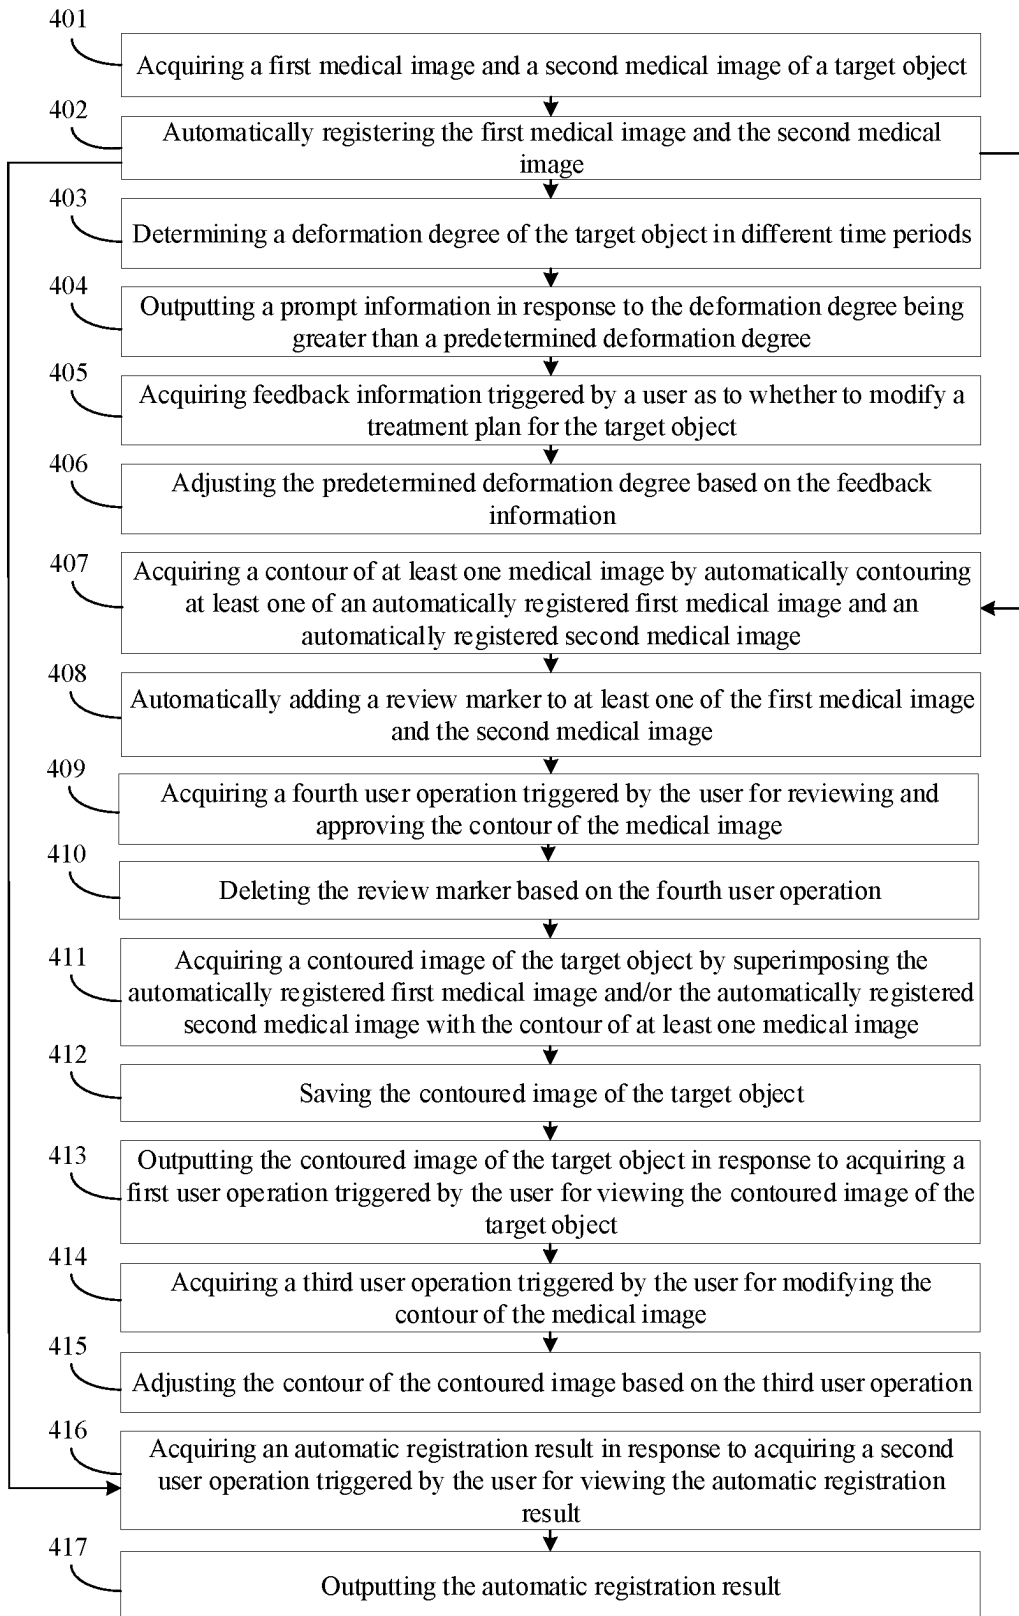 401
Acquiring a first medical image and a second medical image of a target object
402
Automatically registering the first medical image and the second medical
image
403
Determining a deformation degree of the target object in different time periods
404
Outputting a prompt information in response to the deformation degree being
greater than a predetermined deformation degree
405
Acquiring feedback information triggered by a user as to whether to modify a
treatment plan for the target object
406
Adjusting the predetermined deformation degree based on the feedback
information
407
Acquiring a contour of at least one medical image by automatically contouring
at least one of an automatically registered first medical image and an
automatically registered second medical image
408
Automatically adding a review marker to at least one of the first medical image
and the second medical image
409
Acquiring a fourth user operation triggered by the user for reviewing and
approving the contour of the medical image
410
Deleting the review marker based on the fourth user operation
411
Acquiring a contoured image of the target object by superimposing the
automatically registered first medical image and/or the automatically registered
second medical image with the contour of at least one medical image
412
Saving the contoured image of the target object
413
Outputting the contoured image of the target object in response to acquiring a
first user operation triggered by the user for viewing the contoured image of the
target object
414
Acquiring a third user operation triggered by the user for modifying the
contour of the medical image
415
Adjusting the contour of the contoured image based on the third user operation
416
Acquiring an automatic registration result in response to acquiring a second
user operation triggered by the user for viewing the automatic registration
result
417
Outputting the automatic registration result